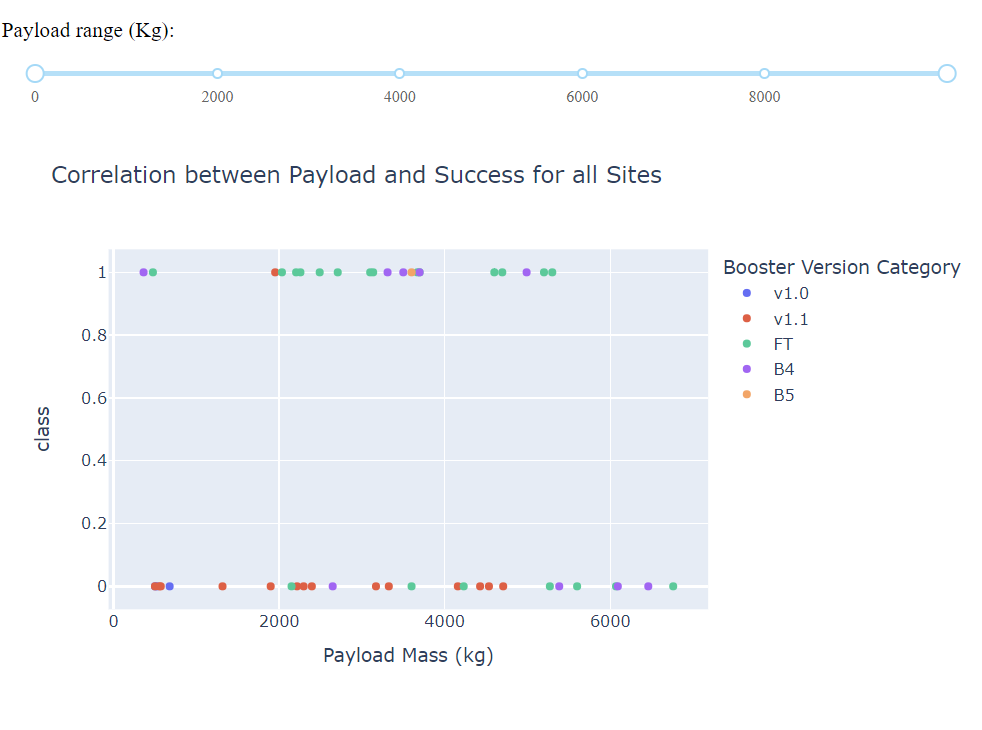 Payload range (Kg):
0 2000 4000 6000 8000
Correlation between Payload and Success for all Sites
Booster Version Category
v1.0
v1.1
FT
B4
B5
1
0.8
0.6
0.4
0.2
0
class
0 2000 4000 6000
Payload Mass (kg)